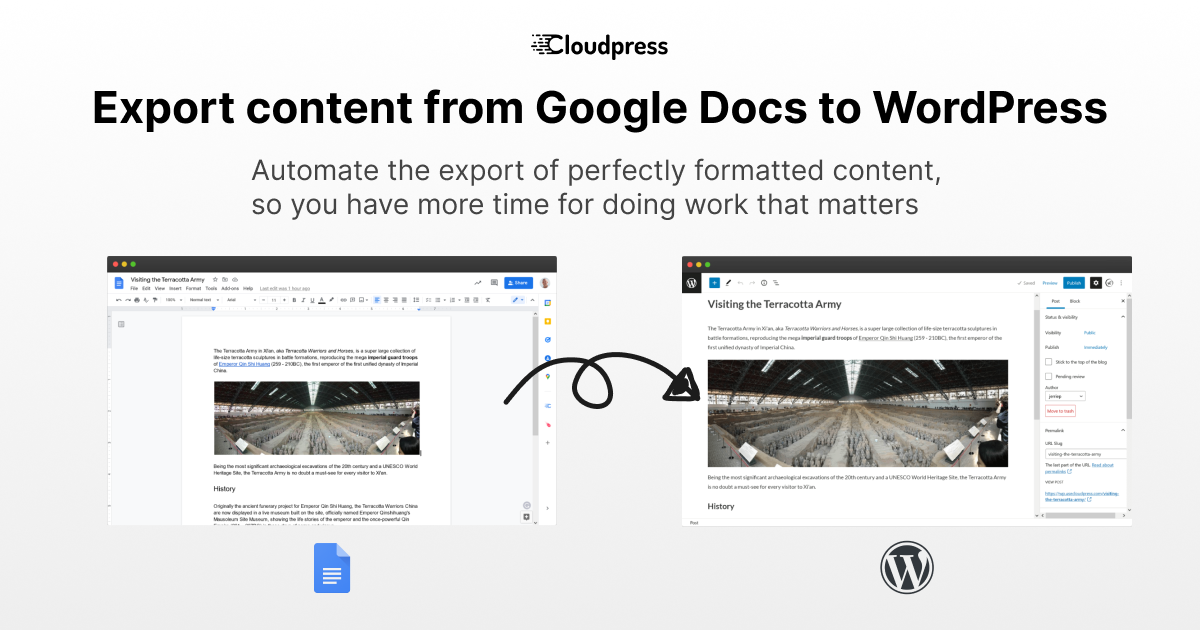 Cloudpress
Export content from Google Docs to WordPress
Automate the export of perfectly formatted content,
so you have more time for doing work that matters
Visiting the Terracotta Army
File Edit View Insert Format Tools Add-ons Help Last edit was 1 hour ago
Share
100% Normal text Arial 11
The Terracotta Army in Xi'an, aka Terracotta Warriors and Horses, is a super large collection of
life-size terracotta sculptures in battle formations, reproducing the mega imperial guard troops
of Emperor Qin Shi Huang (259 - 210BC), the first emperor of the first unified dynasty of Imperial
China.
Being the most significant archaeological excavations of the 20th century and a UNESCO World
Heritage Site, the Terracotta Army is no doubt a must-see for every visitor to Xi'an.
History
Originally the ancient funerary project for Emperor Qin Shi Huang, the Terracotta Warriors China
are now displayed in a live museum built on the site, officially named Emperor Qinshihuang's
Mausoleum Site Museum, showing the life stories of the emperor and the once-powerful Qin
Saved Preview Publish
Visiting the Terracotta Army
The Terracotta Army in Xi'an, aka Terracotta Warriors and Horses, is a super large collection of life-size terracotta sculptures in
battle formations, reproducing the mega imperial guard troops of Emperor Qin Shi Huang (259 - 210BC), the first emperor of the
first unified dynasty of Imperial China.
Being the most significant archaeological excavations of the 20th century and a UNESCO World Heritage Site, the Terracotta Army
is no doubt a must-see for every visitor to Xi'an.
History
Post
Post Block
Status & visibility
Visibility Public
Publish Immediately
Stick to the top of the blog
Pending review
Author
jerriep
Move to trash
Permalink
URL Slug
visiting-the-terracotta-army
The last part of the URL. Read about
permalinks
VIEW POST